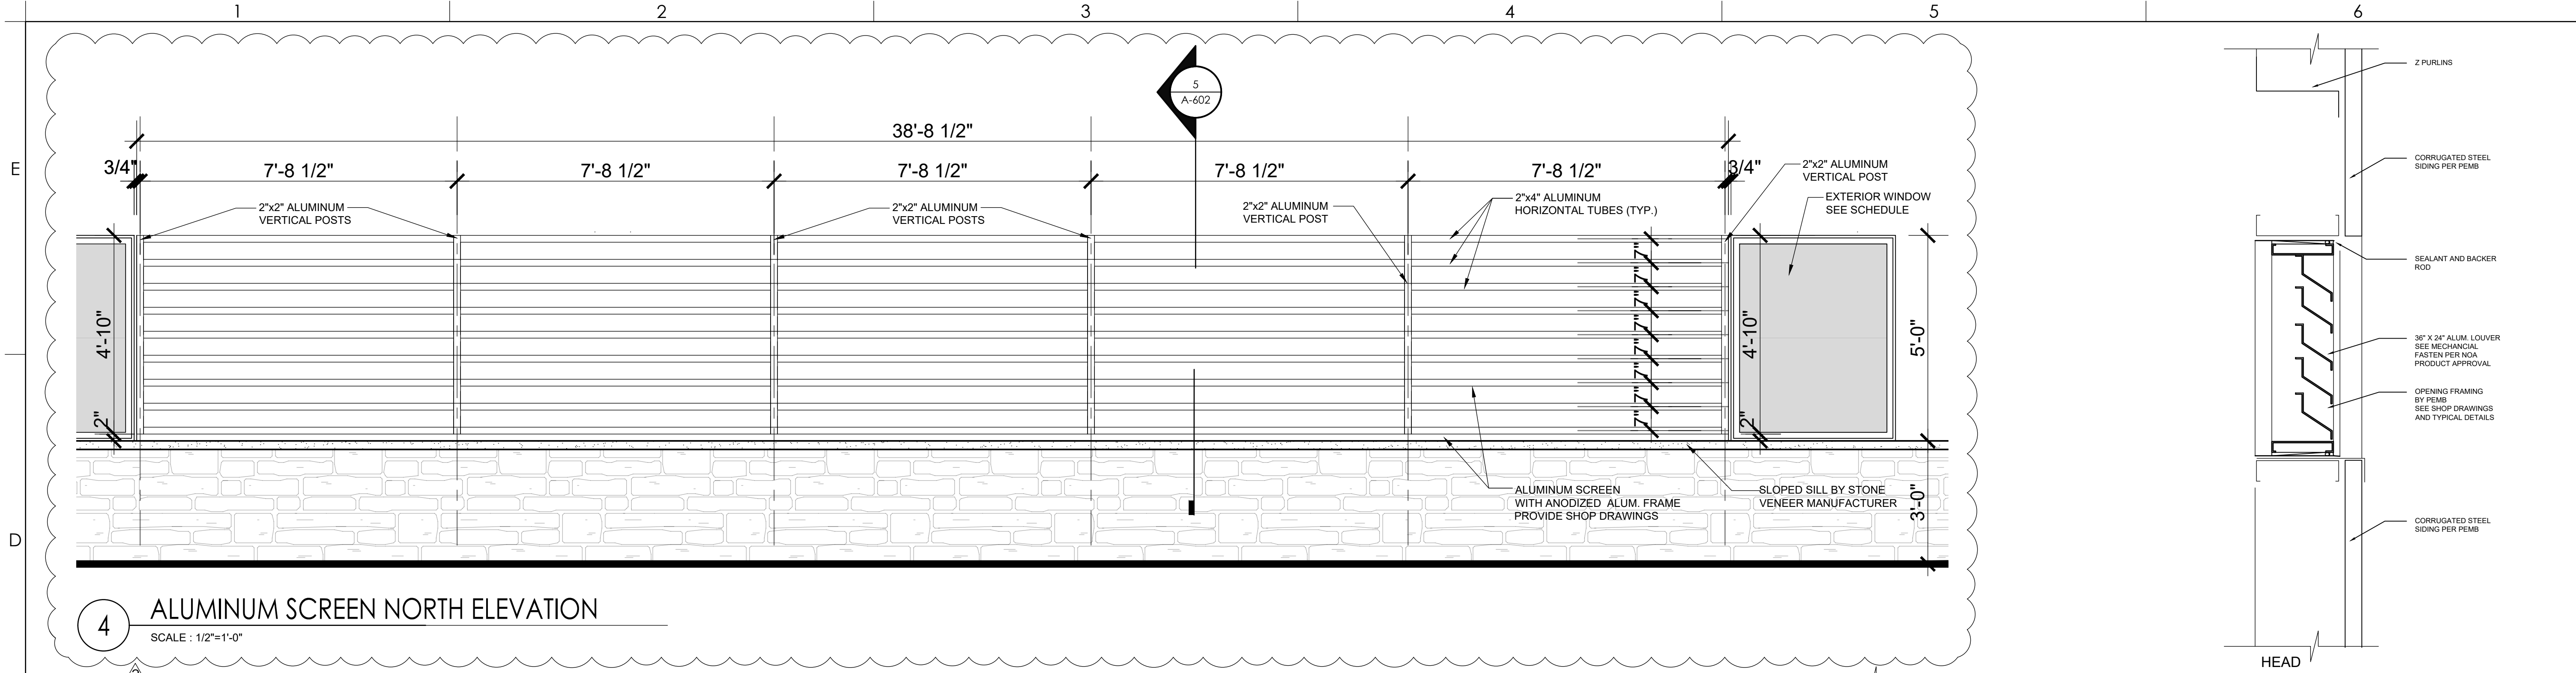 1 2 3 4 5 6
E
D
5
A-602
38'-8 1/2"
3/4" 7'-8 1/2" 7'-8 1/2" 7'-8 1/2" 7'-8 1/2" 7'-8 1/2" 3/4"
2"x2" ALUMINUM
VERTICAL POSTS
2"x2" ALUMINUM
VERTICAL POSTS
2"x2" ALUMINUM
VERTICAL POST
2"x4" ALUMINUM
HORIZONTAL TUBES (TYP.)
2"x2" ALUMINUM
VERTICAL POST
EXTERIOR WINDOW
SEE SCHEDULE
4'-10"
2"
7"
7"
7"
7"
7"
7"
7"
7"
4'-10"
2"
5'-0"
3'-0"
ALUMINUM SCREEN
WITH ANODIZED ALUM. FRAME
PROVIDE SHOP DRAWINGS
SLOPED SILL BY STONE
VENEER MANUFACTURER
4
ALUMINUM SCREEN NORTH ELEVATION
SCALE : 1/2"=1'-0"
Z PURLINS
CORRUGATED STEEL
SIDING PER PEMB
SEALANT AND BACKER
ROD
36" X 24" ALUM. LOUVER
SEE MECHANCIAL
FASTEN PER NOA
PRODUCT APPROVAL
OPENING FRAMING
BY PEMB
SEE SHOP DRAWINGS
AND TYPICAL DETAILS
CORRUGATED STEEL
SIDING PER PEMB
HEAD